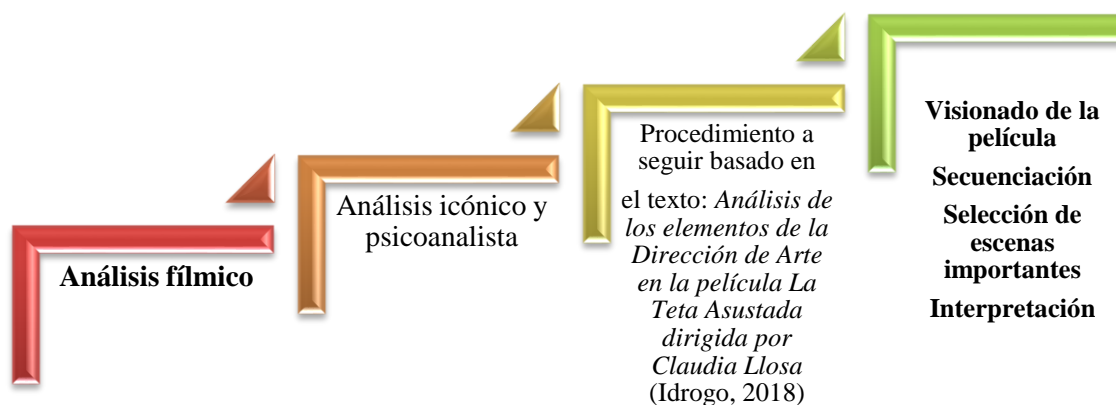 Análisis fílmico
Análisis icónico y
psicoanalista
Procedimiento a
seguir basado en
el texto: Análisis de
los elementos de la
Dirección de Arte
en la película La
Teta Asustada
dirigida por
Claudia Llosa
(Idrogo, 2018)
Visionado de la
película
Secuenciación
Selección de
escenas
importantes
Interpretación